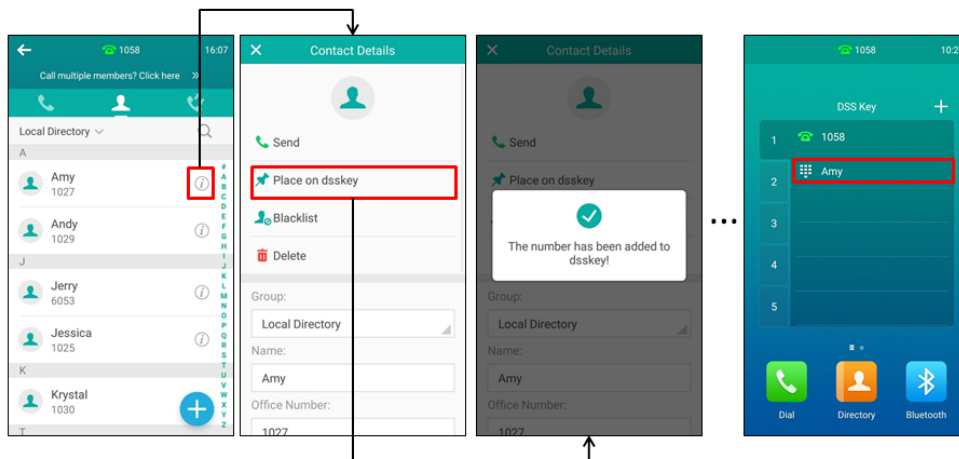 1058 16:07
Call multiple members? Click here »
Local Directory
A
Amy
1027
Andy
1029
J
Jerry
6053
Jessica
1025
K
Krystal
1030
T
#
A
B
C
D
E
F
G
H
I
J
K
L
M
N
O
P
Q
R
S
T
U
V
W
X
Y
Z
Contact Details
Send
Place on dsskey
Blacklist
Delete
Group:
Local Directory
Name:
Amy
Office Number:
1027
Contact Details
Send
Place on dsskey
The number has been added to
dsskey!
Group:
Local Directory
Name:
Amy
Office Number:
1027
...
1058 10:2
DSS Key +
1 1058
2 Amy
3
4
5
Dial Directory Bluetooth